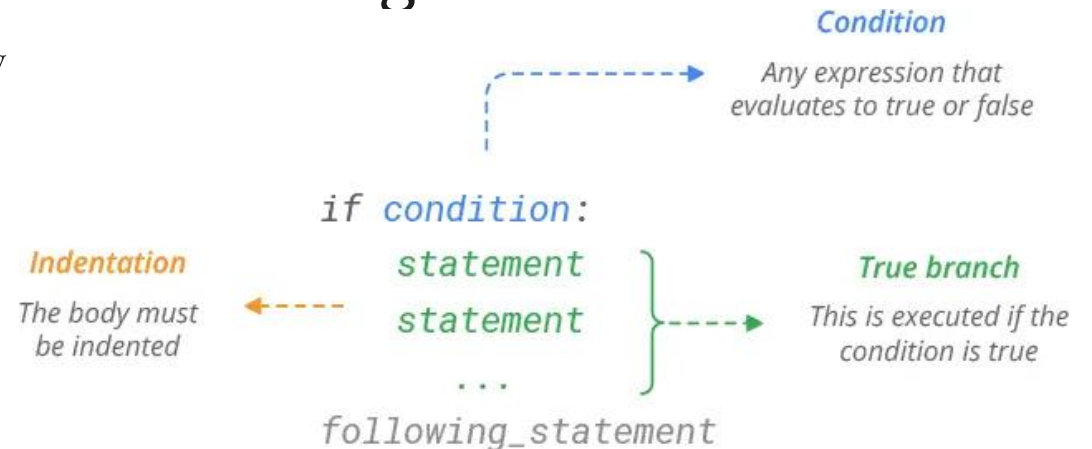 Condition
Any expression that
evaluates to true or false
if condition:
Indentation
The body must
be indented
statement
statement
...
True branch
This is executed if the
condition is true
following_statement